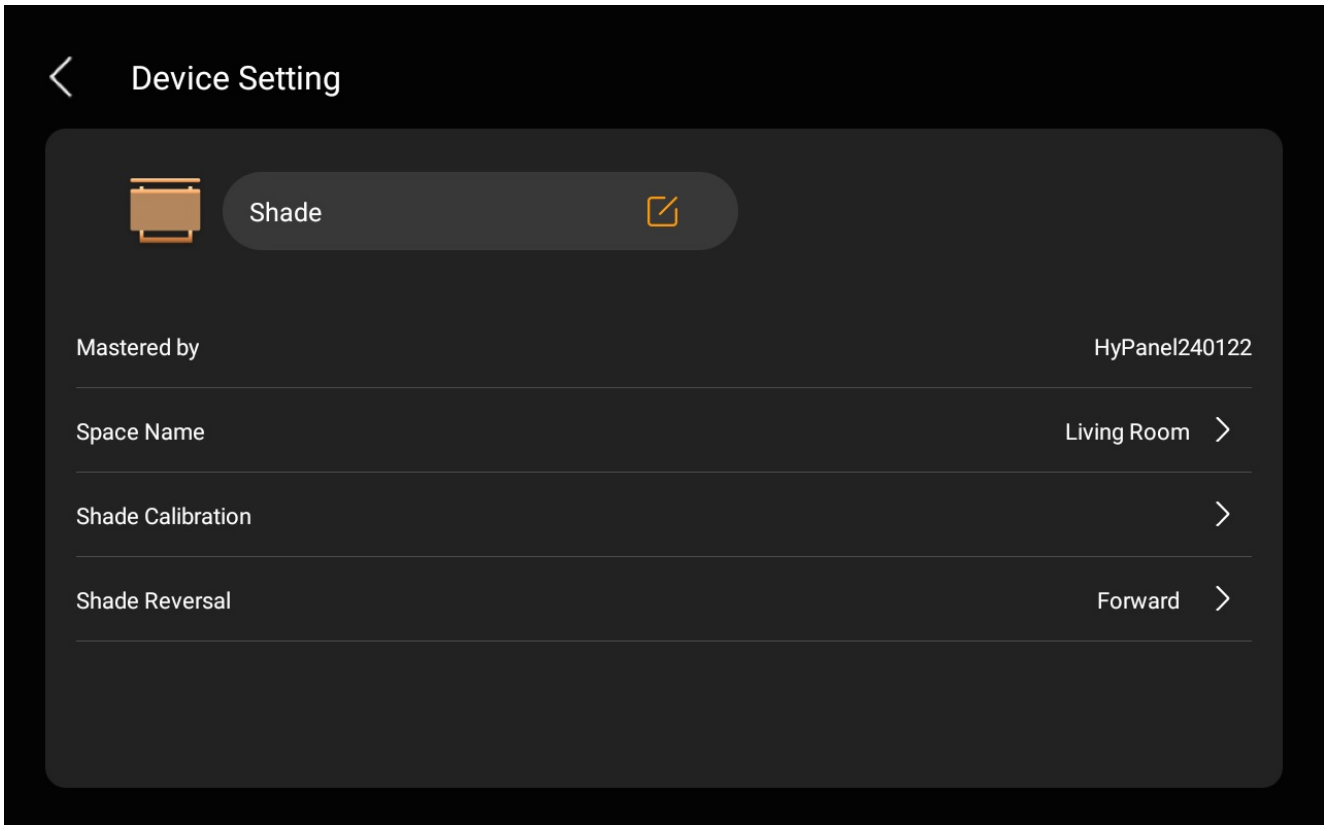 Device Setting
Shade
Mastered by HyPanel240122
Space Name Living Room
Shade Calibration
Shade Reversal Forward